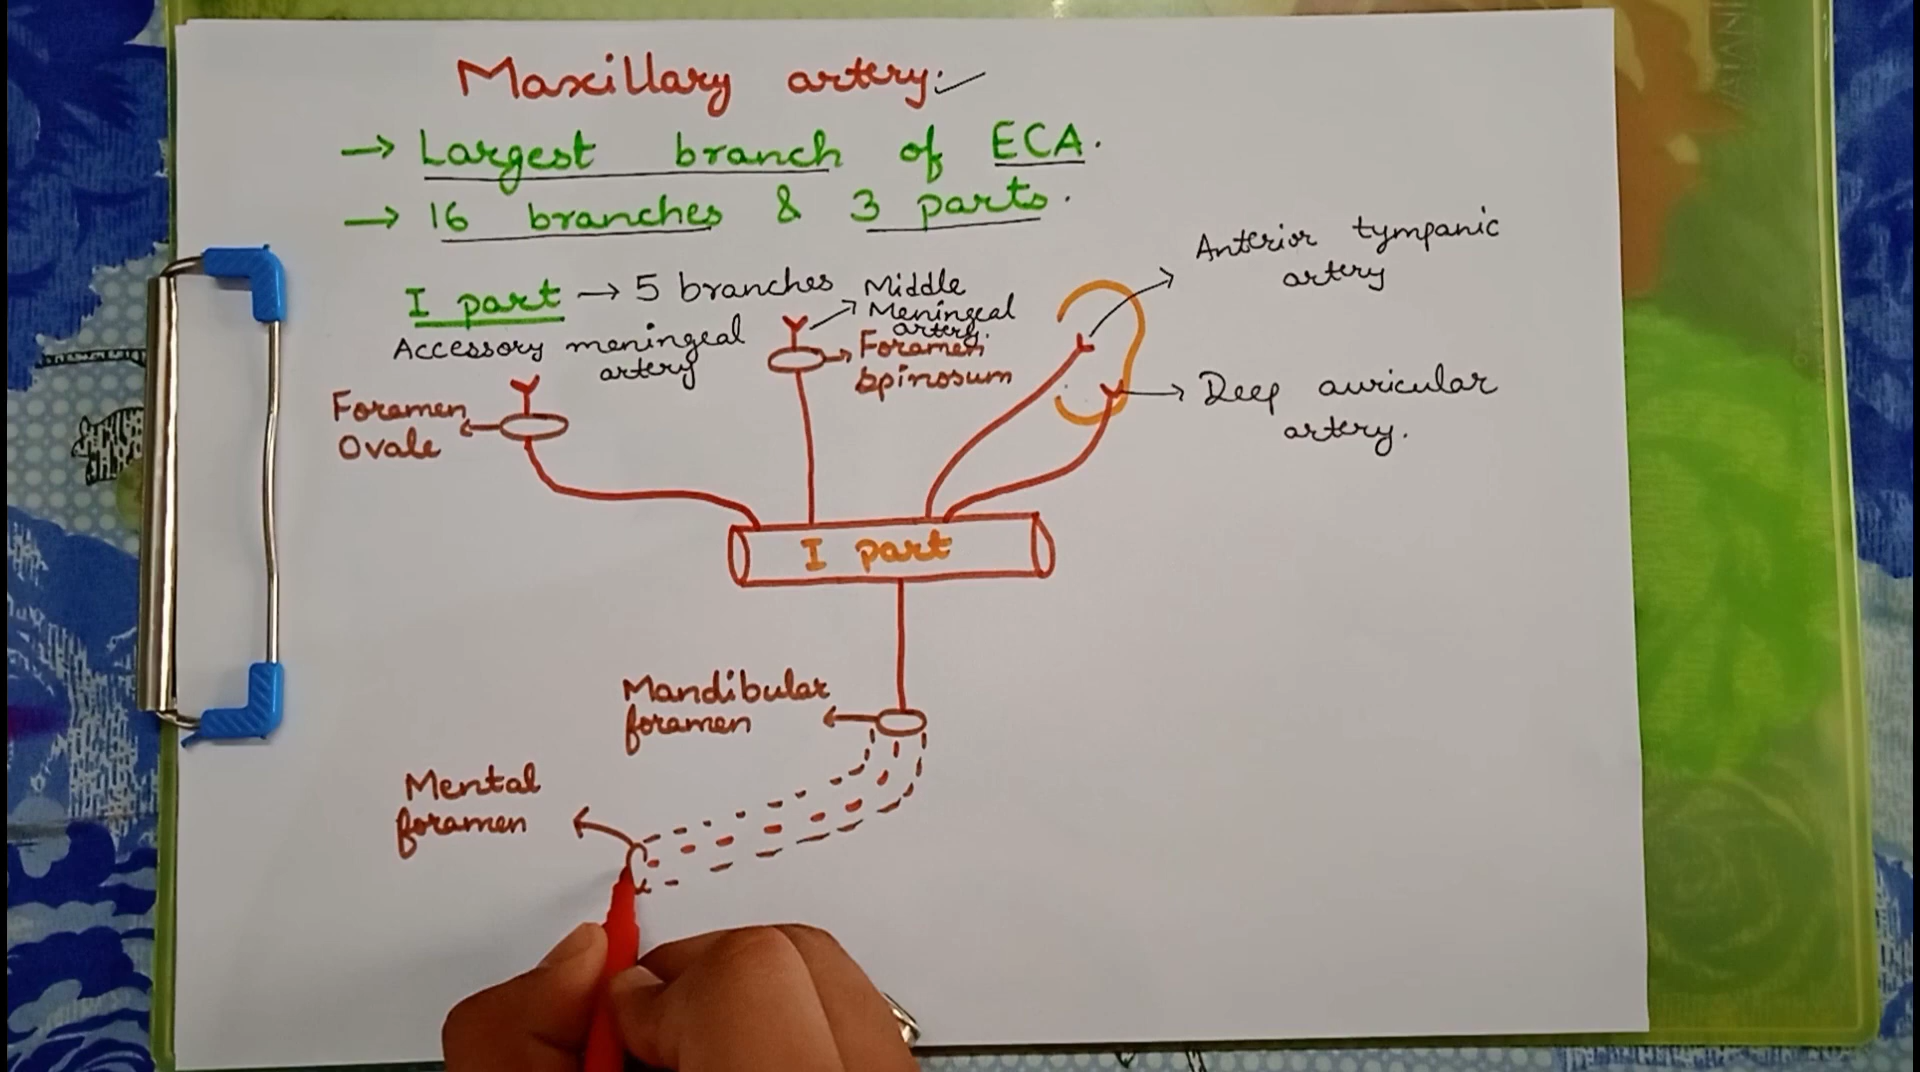 Maxillary artery.
→ Largest branch of ECA.
→ 16 branches & 3 parts.
I part → 5 branches
Accessory meningeal
artery
Foramen
Ovale
Middle
Meningeal
artery.
Foramen
Spinosum
Anterior tympanic
artery
Deep auricular
artery.
I part
Mandibular
foramen
Mental
foramen